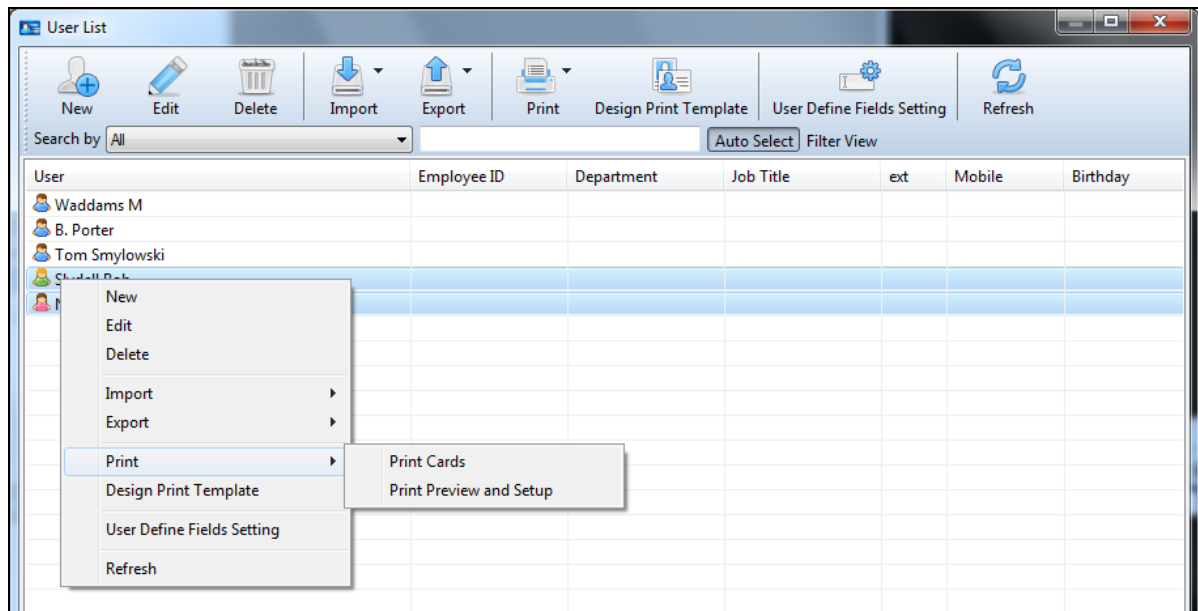 User List
New Edit Delete Import Export Print Design Print Template User Define Fields Setting Refresh
Search by All Auto Select Filter View
User Employee ID Department Job Title ext Mobile Birthday
Waddams M
B. Porter
Tom Smylowski
New
Edit
Delete
Import
Export
Print
Print Cards
Design Print Template
Print Preview and Setup
User Define Fields Setting
Refresh